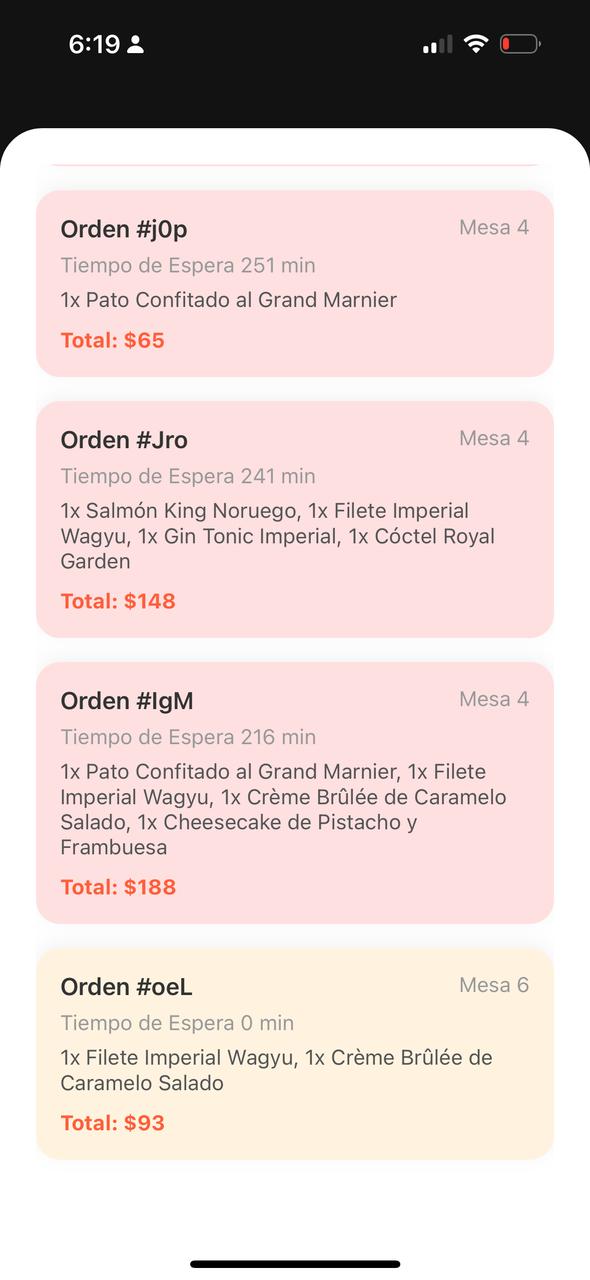 6:19
Orden #j0p
Mesa 4
Tiempo de Espera 251 min
1x Pato Confitado al Grand Marnier
Total: $65
Orden #Jro
Mesa 4
Tiempo de Espera 241 min
1x Salmón King Noruego, 1x Filete Imperial
Wagyu, 1x Gin Tonic Imperial, 1x Cóctel Royal
Garden
Total: $148
Orden #IgM
Mesa 4
Tiempo de Espera 216 min
1x Pato Confitado al Grand Marnier, 1x Filete
Imperial Wagyu, 1x Crème Brûlée de Caramelo
Salado, 1x Cheesecake de Pistacho y
Frambuesa
Total: $188
Orden #oeL
Mesa 6
Tiempo de Espera 0 min
1x Filete Imperial Wagyu, 1x Crème Brûlée de
Caramelo Salado
Total: $93